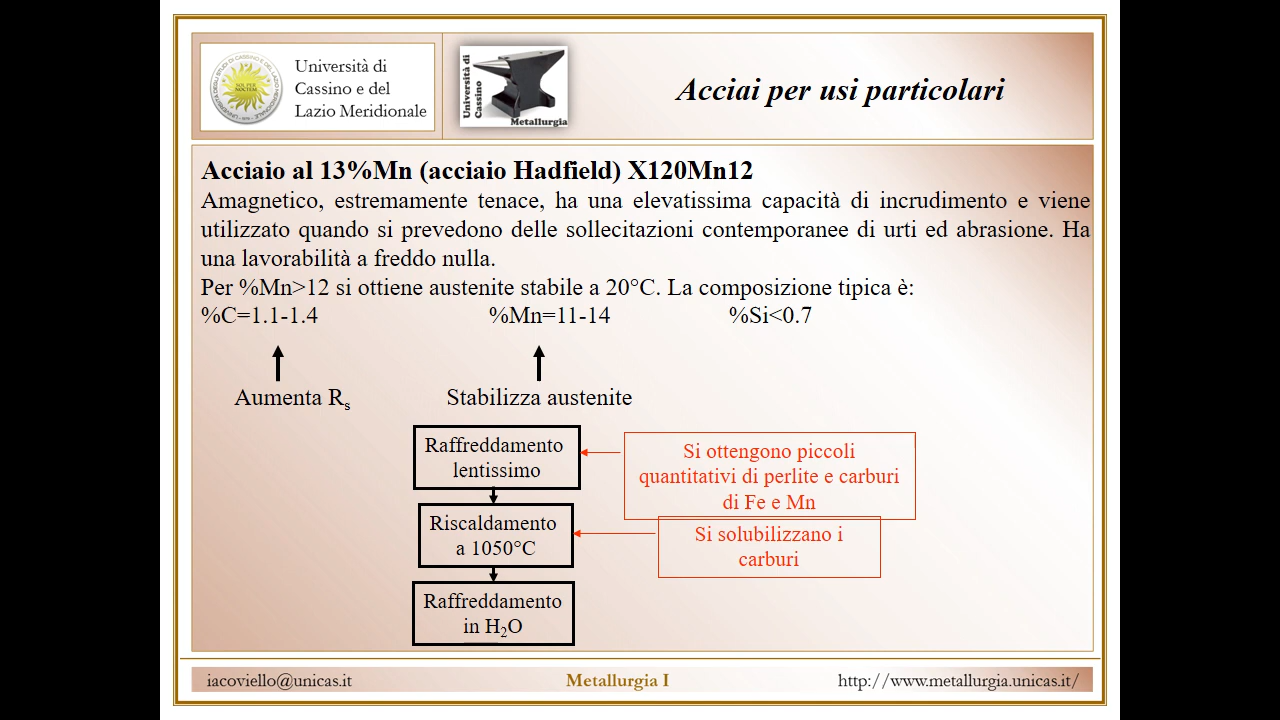 Università di
Cassino e del
Lazio Meridionale
Università di
Cassino
Metallurgia
Acciai per usi particolari
Acciaio al 13%Mn (acciaio Hadfield) X120Mn12
Amagnetico, estremamente tenace, ha una elevatissima capacità di incrudimento e viene
utilizzato quando si prevedono delle sollecitazioni contemporanee di urti ed abrasione. Ha
una lavorabilità a freddo nulla.
Per %Mn>12 si ottiene austenite stabile a 20°C. La composizione tipica è:
%C=1.1-1.4 %Mn=11-14 %Si<0.7
Aumenta Rs Stabilizza austenite
Raffreddamento
lentissimo
Si ottengono piccoli
quantitativi di perlite e carburi
di Fe e Mn
Riscaldamento
a 1050°C
Si solubilizzano i
carburi
Raffreddamento
in H2O
iacoviello@unicas.it Metallurgia I http://www.metallurgia.unicas.it/